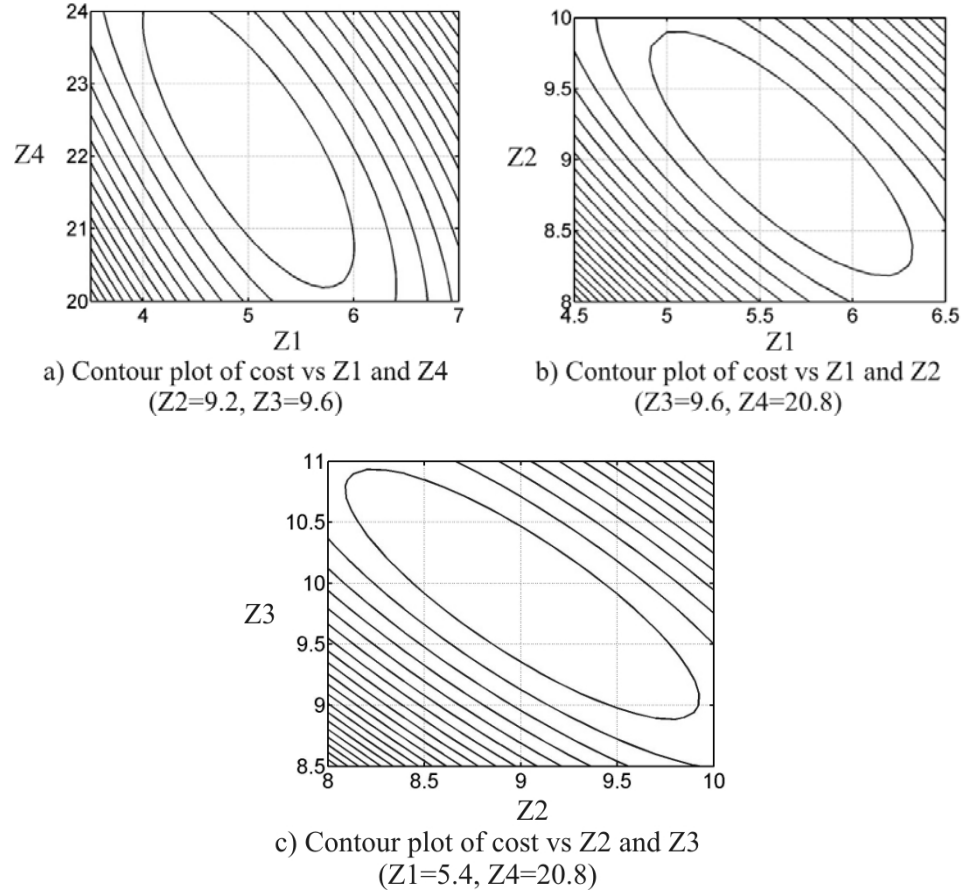 24
23
Z4
22
21
20
4
5
6
7
Z1
a) Contour plot of cost vs Z1 and Z4
(Z2=9.2, Z3=9.6)
10
9.5
Z2
9
8.5
8
4.5
5
5.5
6
6.5
Z1
b) Contour plot of cost vs Z1 and Z2
(Z3=9.6, Z4=20.8)
11
10.5
10
Z3
9.5
9
8.5
8
8.5
9
9.5
10
Z2
c) Contour plot of cost vs Z2 and Z3
(Z1=5.4, Z4=20.8)